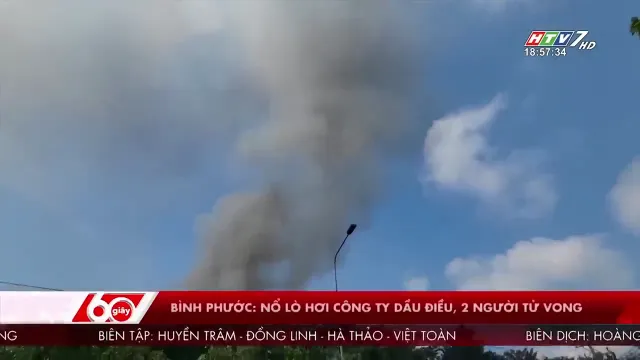 HTV7 HD
18:57:34
60 giây
BÌNH PHƯỚC: NỔ LÒ HƠI CÔNG TY DẦU ĐIỀU, 2 NGƯỜI TỬ VONG
NG BIÊN TẬP: HUYỀN TRÂM - ĐỒNG LINH - HÀ THẢO - VIỆT TOÀN BIÊN DỊCH: HOÀNG